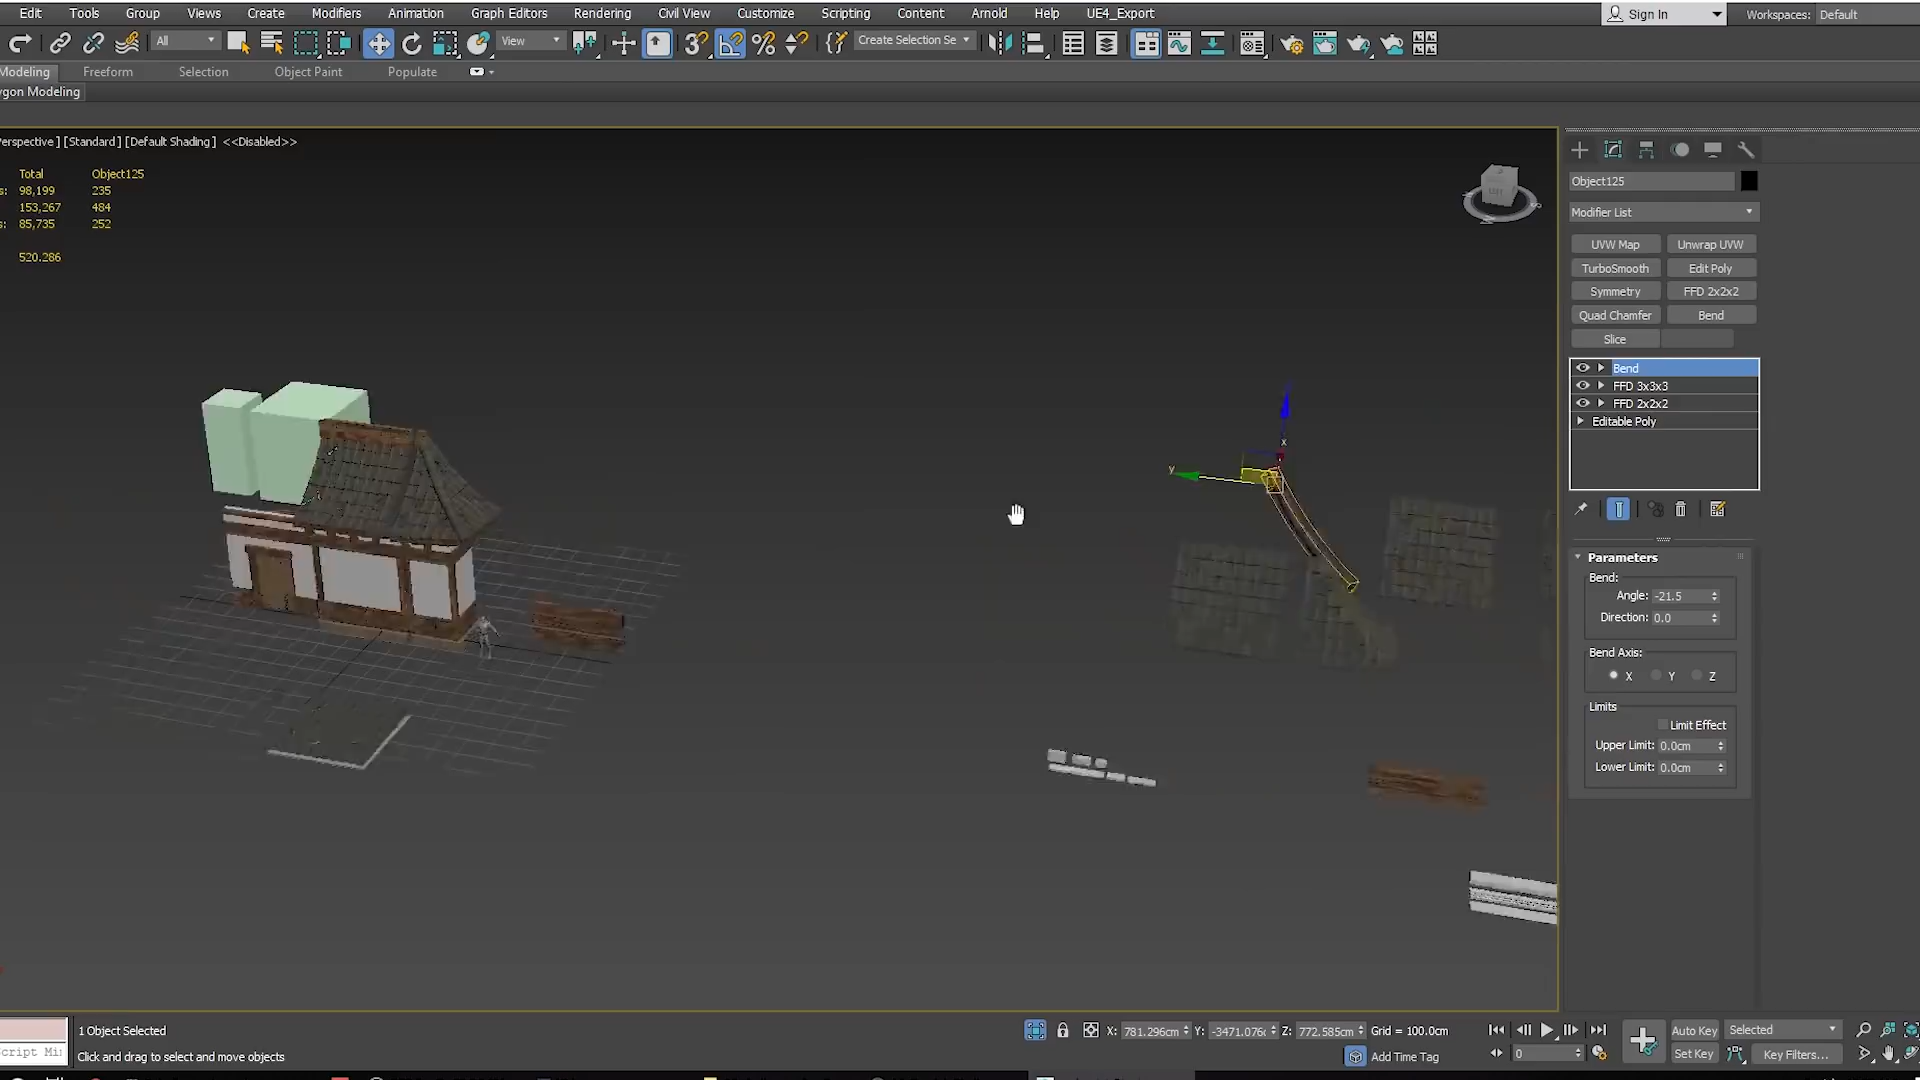 Edit Tools Group Views Create Modifiers Animation Graph Editors Rendering Civil View Customize Scripting Content Arnold Help UE4_Export Sign In Workspaces: Default
All View Create Selection Se
Modeling Freeform Selection Object Paint Populate
gon Modeling
Perspective ] [Standard ] [Default Shading ] <<Disabled>>
Total Object125
s: 98,199 235
153,267 484
s: 85,735 252
520.286
Object125
Modifier List
UVW Map Unwrap UVW
TurboSmooth Edit Poly
Symmetry FFD 2x2x2
Quad Chamfer Bend
Slice
Bend
FFD 3x3x3
FFD 2x2x2
Editable Poly
x
y
Parameters
Bend:
Angle: -21.5
Direction: 0.0
Bend Axis:
X Y Z
Limits
Limit Effect
Upper Limit: 0.0cm
Lower Limit: 0.0cm
1 Object Selected
X: 781.296cm Y: -3471.076c Z: 772.585cm Grid = 100.0cm
Auto Key Selected
cript Mi
Click and drag to select and move objects
Add Time Tag
0
Set Key Key Filters...